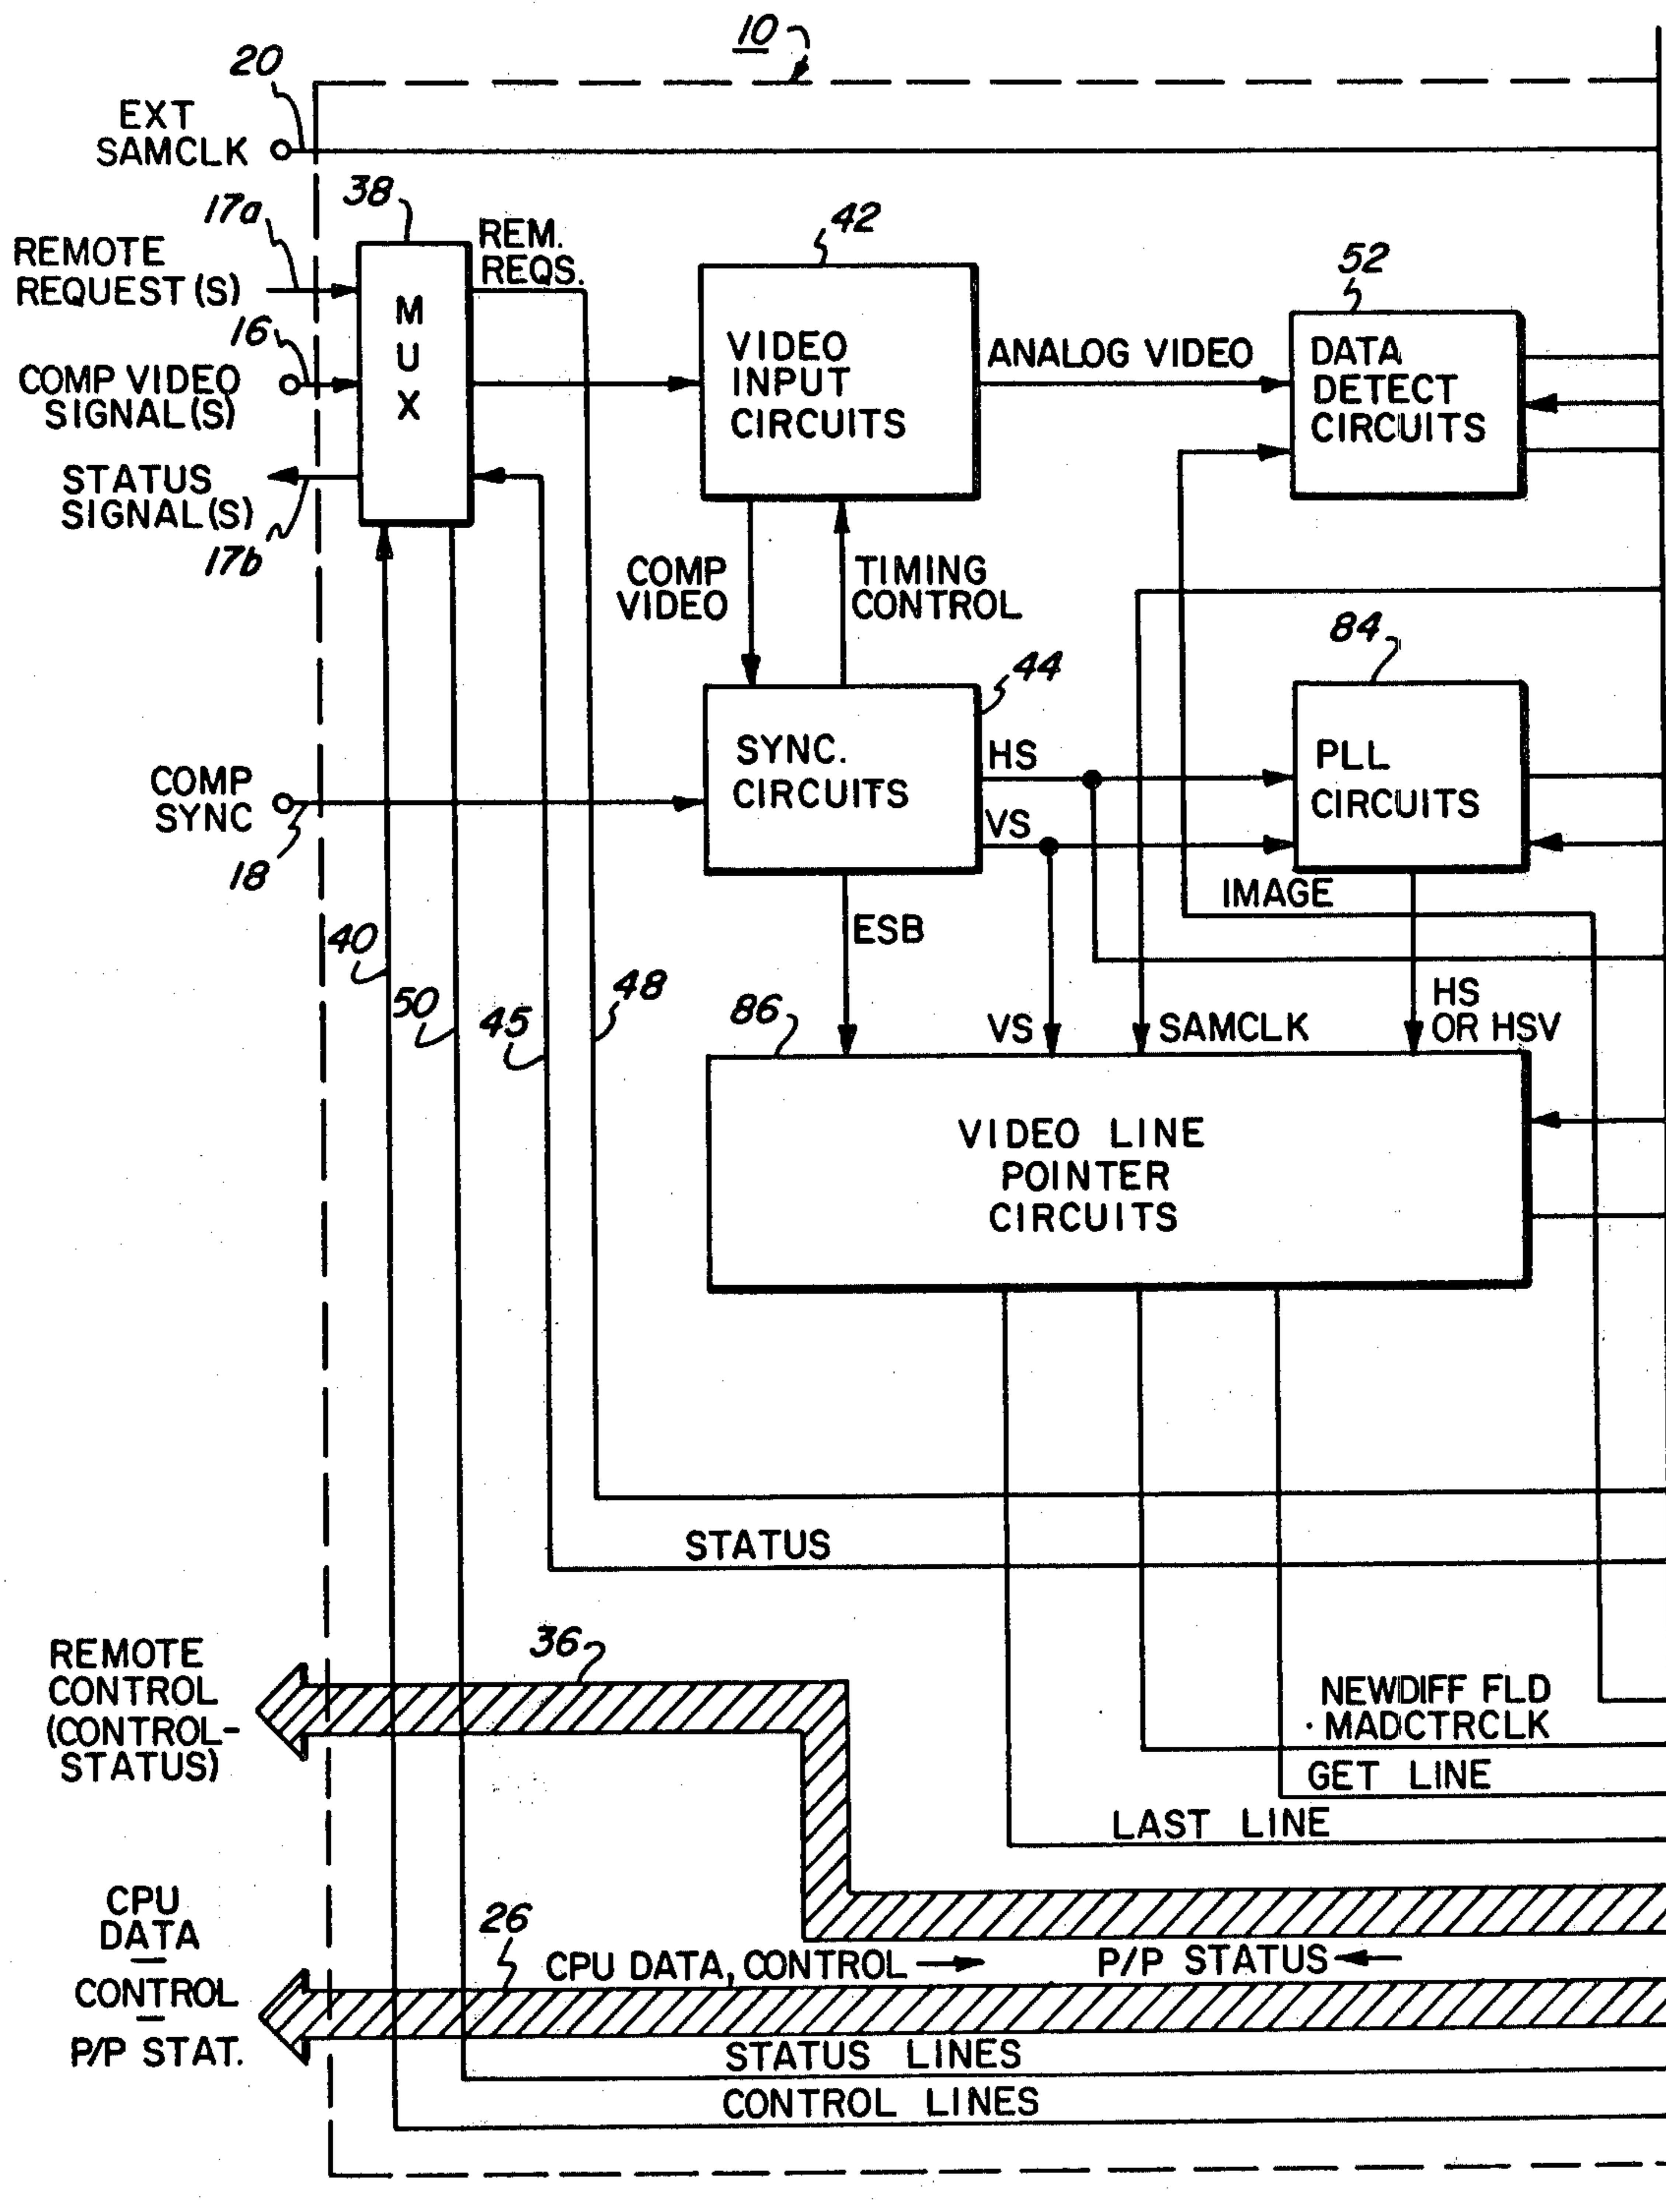 10
20
EXT
SAMCLK
17a
38
REM.
REQS.
42
52
REMOTE
REQUEST(S)
16
M
U
X
VIDEO
INPUT
CIRCUITS
ANALOG VIDEO
DATA
DETECT
CIRCUITS
COMP VIDEO
SIGNAL(S)
STATUS
SIGNAL(S)
17b
COMP
VIDEO
TIMING
CONTROL
84
44
COMP
SYNC
18
SYNC.
CIRCUITS
HS
VS
PLL
CIRCUITS
IMAGE
ESB
40
50
45
48
86
VS
SAMCLK
HS
OR HSV
VIDEO LINE
POINTER
CIRCUITS
STATUS
REMOTE
CONTROL
(CONTROL-
STATUS)
36
NEWDIFF FLD
MADCTRCLK
GET LINE
LAST LINE
CPU
DATA
—
CONTROL
—
P/P STAT.
26
CPU DATA, CONTROL →
P/P STATUS ←
STATUS LINES
CONTROL LINES